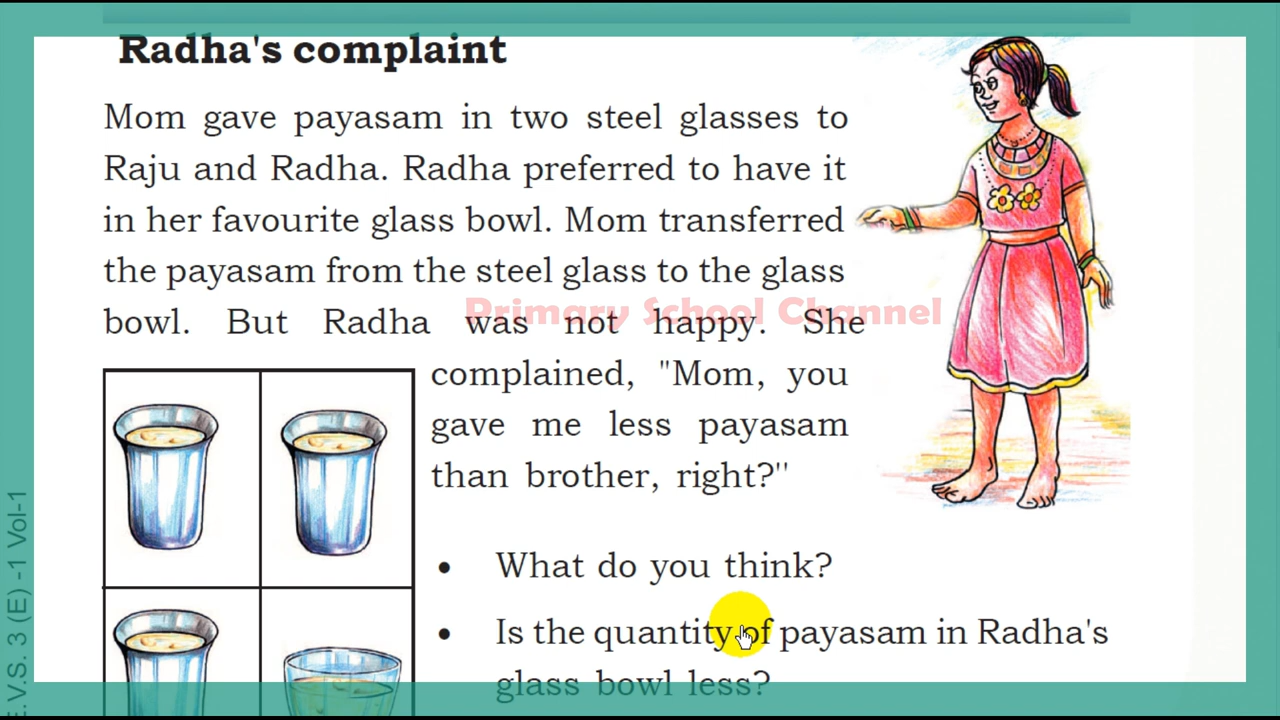 Radha's complaint
Mom gave payasam in two steel glasses to
Raju and Radha. Radha preferred to have it
in her favourite glass bowl. Mom transferred
the payasam from the steel glass to the glass
Primary School Channel
bowl. But Radha was not happy. She
complained, "Mom, you
gave me less payasam
than brother, right?"
• What do you think?
• Is the quantity of payasam in Radha's
glass bowl less?
E.V.S. 3 (E) -1 Vol-1